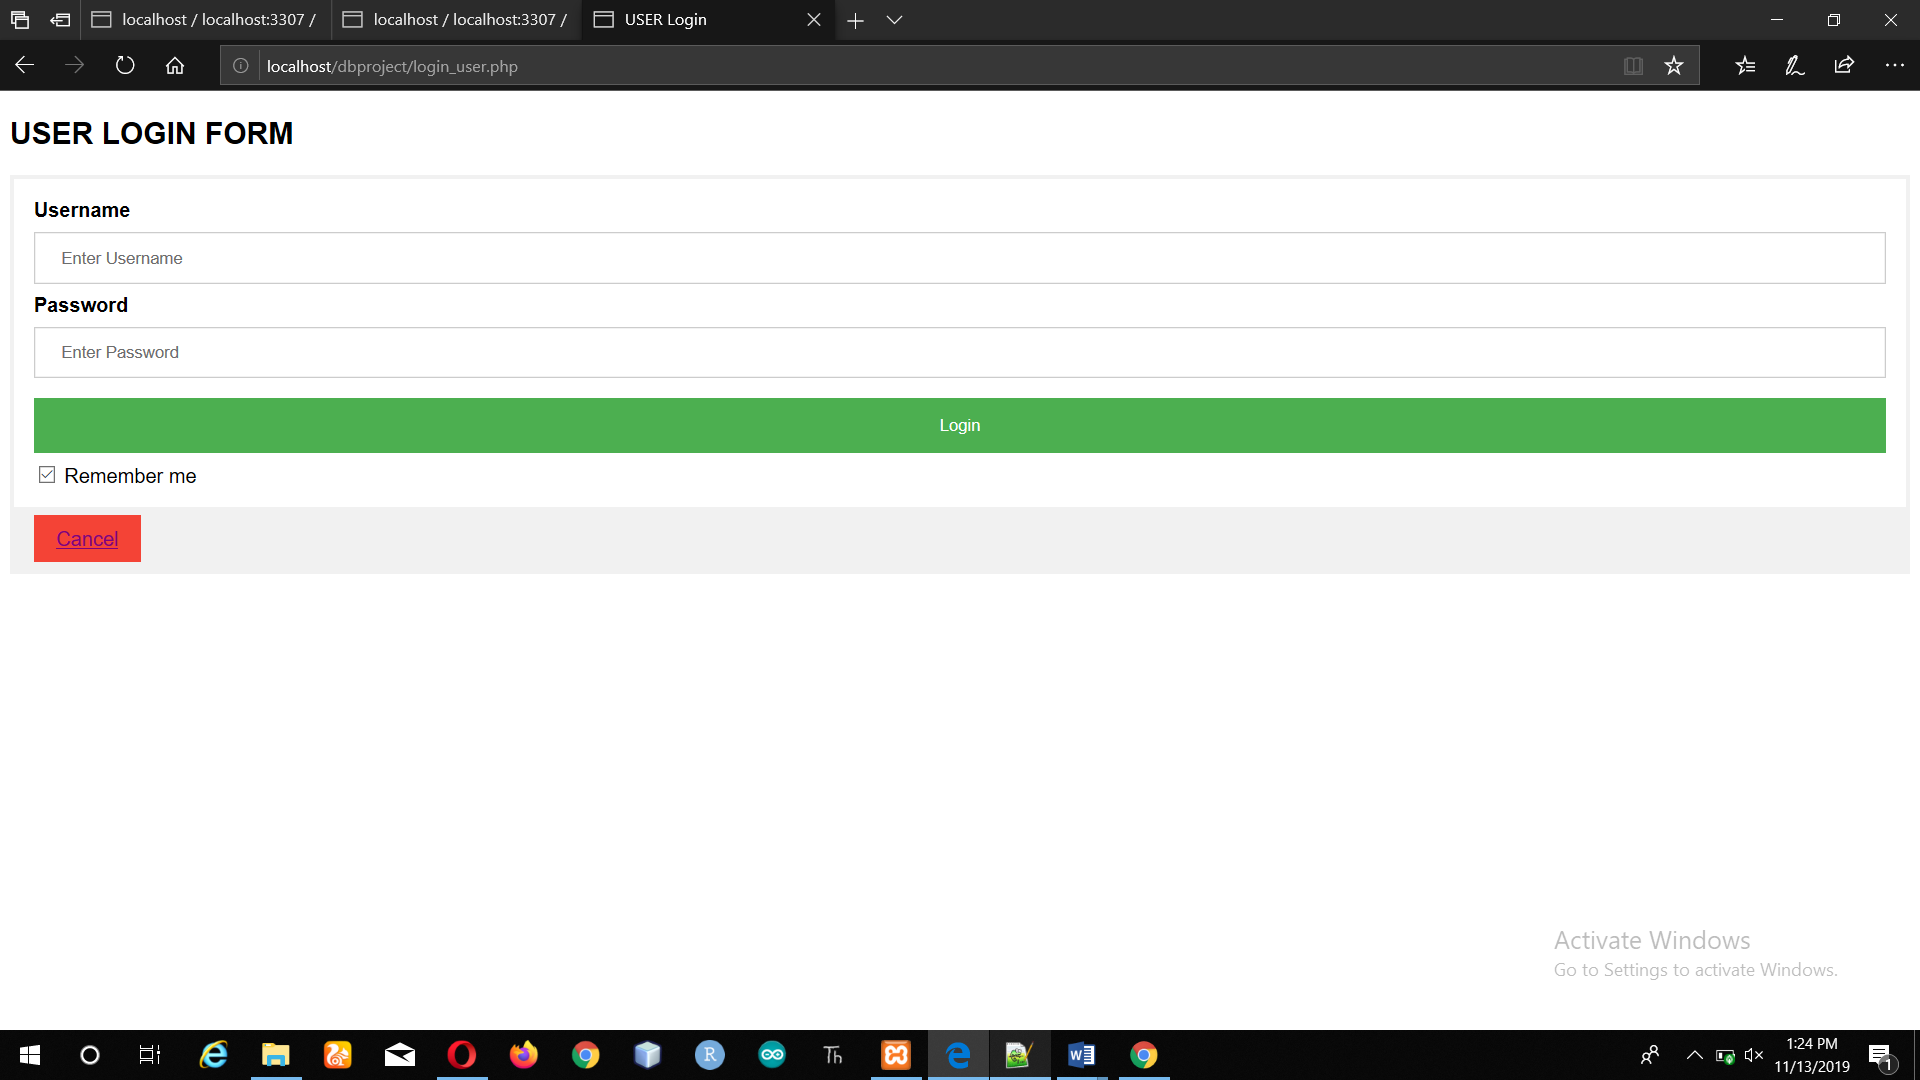 localhost / localhost:3307 /
localhost / localhost:3307 /
USER Login
localhost/dbproject/login_user.php
USER LOGIN FORM
Username
Enter Username
Password
Enter Password
Login
Remember me
Cancel
Activate Windows
Go to Settings to activate Windows.
R
Th
W
1:24 PM
11/13/2019
1